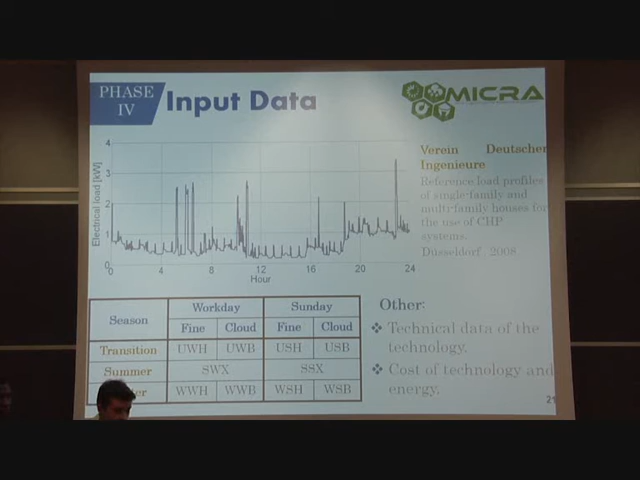 PHASE
IV
Input Data
MICRA
Electrical load [kW]
4
3
2
1
0
0 4 8 12 16 20 24
Hour
Verein Deutscher
Ingenieure
Reference load profiles
of single-family and
multi-family houses for
the use of CHP
systems.
Düsseldorf, 2008.
Season Workday Sunday
Fine Cloud Fine Cloud
Transition UWH UWB USH USB
Summer SWX SSX
WWH WWB WSH WSB
Other:
❖ Technical data of the
technology.
❖ Cost of technology and
energy.
21